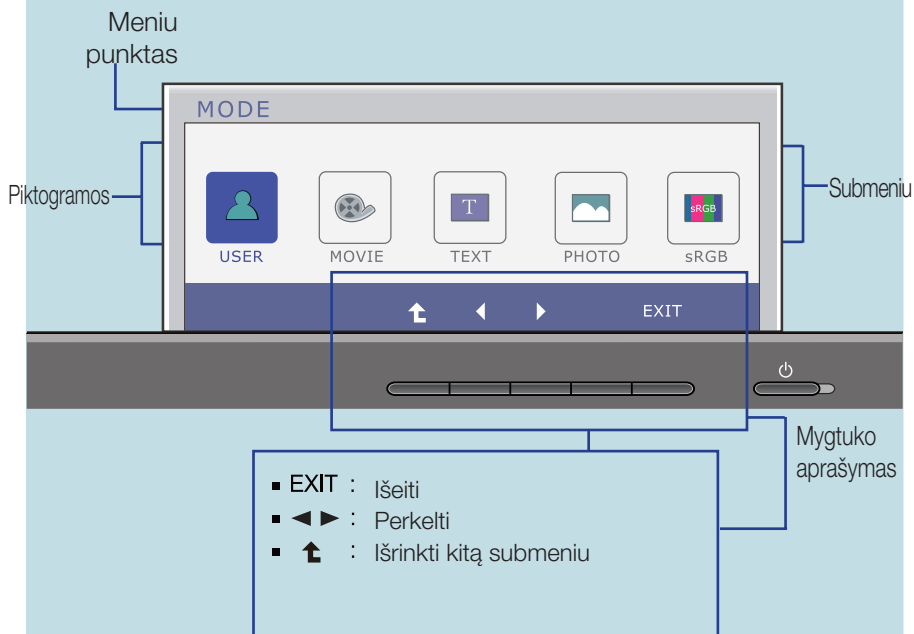 Meniu
punktas
MODE
Piktogramos
Submeniu
T
sRGB
USER
MOVIE
TEXT
PHOTO
sRGB
EXIT
Mygtuko
aprašymas
EXIT : Išeiti
◄ ► : Perkelti
: Išrinkti kitą submeniu